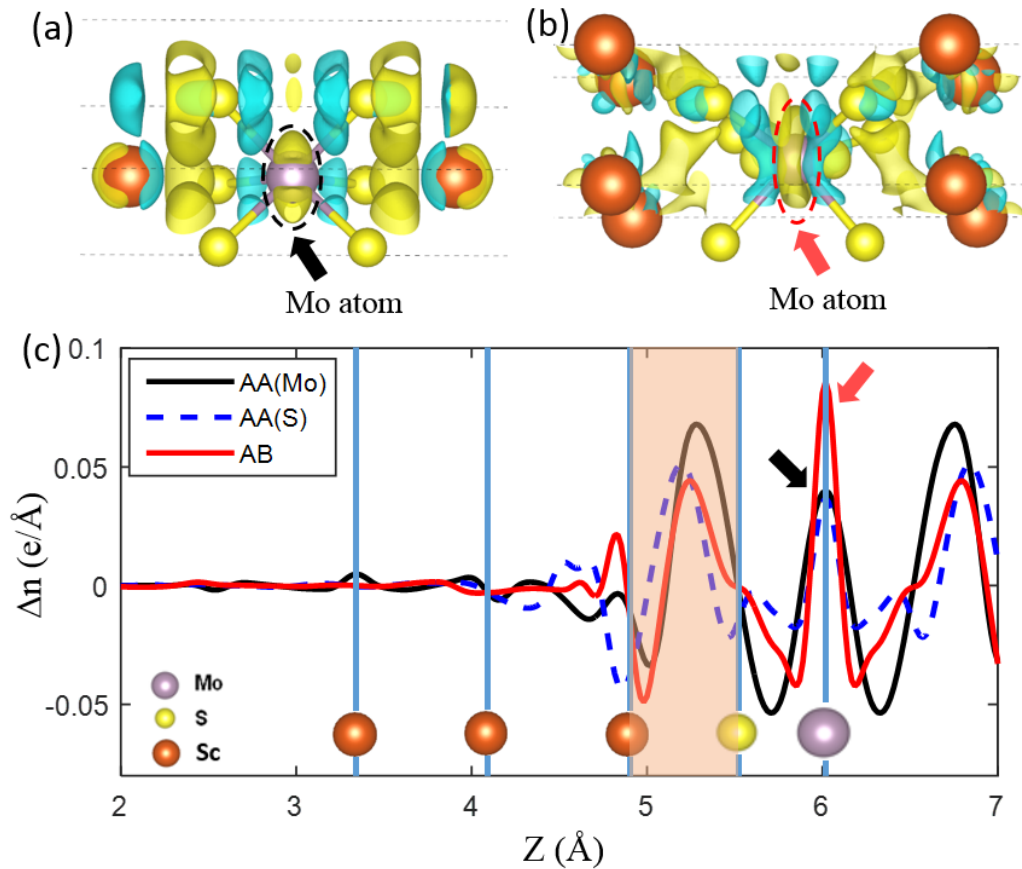 (a)
(b)
Mo atom
Mo atom
(c)
0.1
0.05
0
-0.05
Δn (e/Å)
AA(Mo)
AA(S)
AB
Mo
S
Sc
2
3
4
5
6
7
Z (Å)